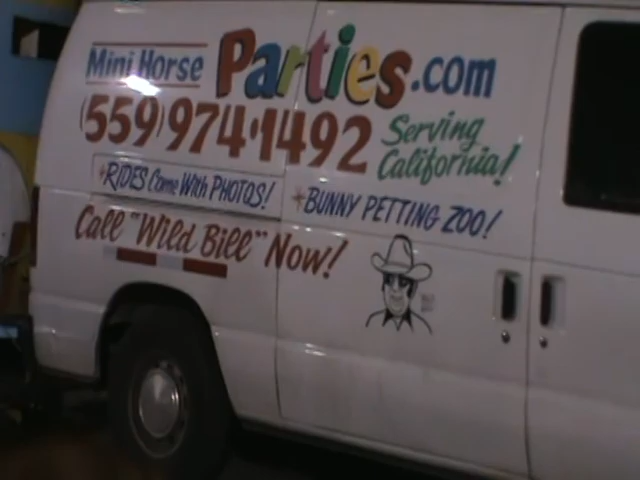 Mini Horse Parties.com
(559) 974-1492 Serving California!
*RIDES Come With PHOTOS! *BUNNY PETTING ZOO!
Call "Wild Bill" Now!